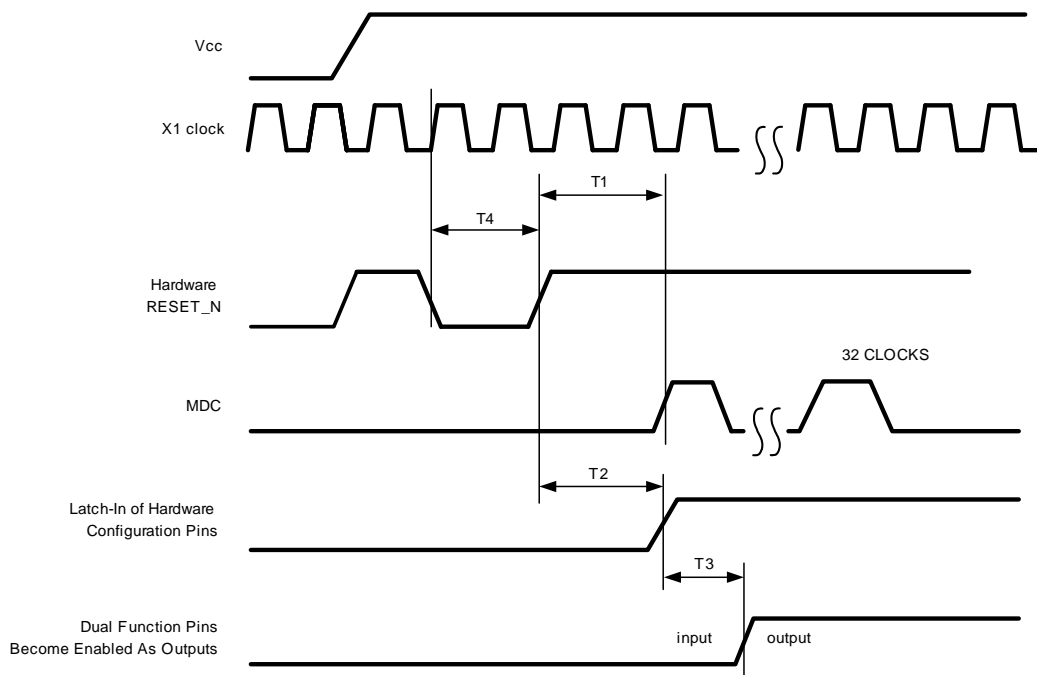 Vcc
X1 clock
T1
T4
Hardware
RESET_N
32 CLOCKS
MDC
T2
Latch-In of Hardware
Configuration Pins
T3
Dual Function Pins
Become Enabled As Outputs
input
output